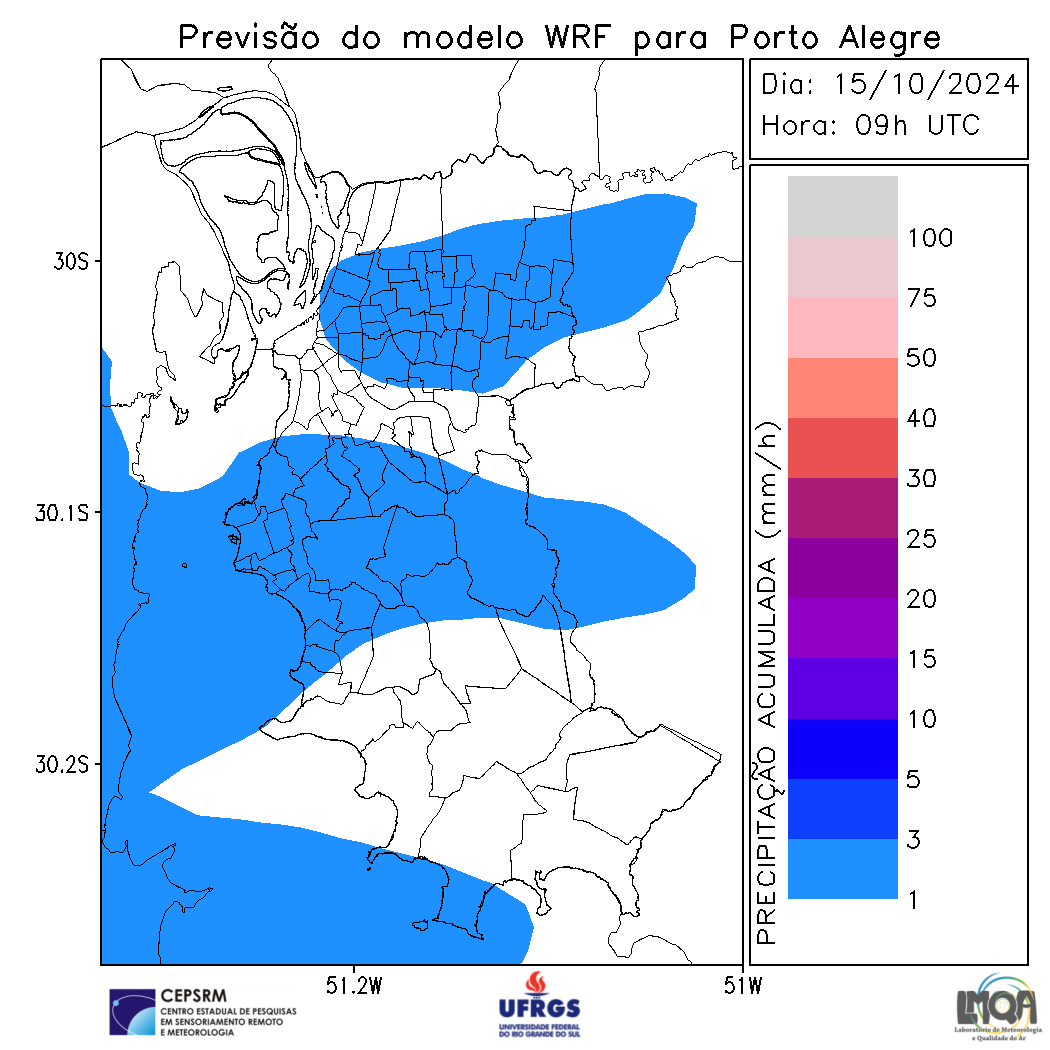 Previsão do modelo WRF para Porto Alegre
Dia: 15/10/2024
Hora: 09h UTC
30S
30.1S
30.2S
51.2W
51W
PRECIPITAÇÃO ACUMULADA (mm/h)
100
75
50
40
30
25
20
15
10
5
3
1
CEPSRM
CENTRO ESTADUAL DE PESQUISAS
EM SENSORIAMENTO REMOTO
E METEOROLOGIA
UFRGS
UNIVERSIDADE FEDERAL
DO RIO GRANDE DO SUL
LMQA
Laboratório de Meteorologia
e Qualidade do Ar